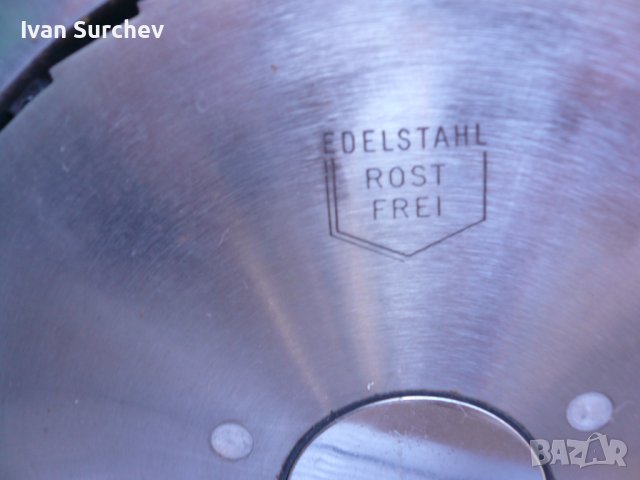 Ivan Surchev
EDELSTAHL
ROST
FREI
BAZAR